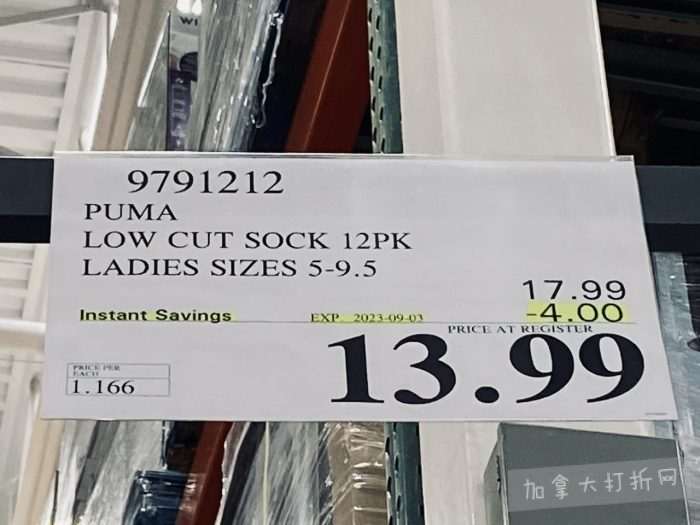 WI
9791212
PUMA
LOW CUT SOCK 12PK
LADIES SIZES 5-9.5
17.99
Instant Savings EXP. 2023-09-03 -4.00
PRICE AT REGISTER
13.99
PRICE PER
EACH
1.166
加拿大打折网